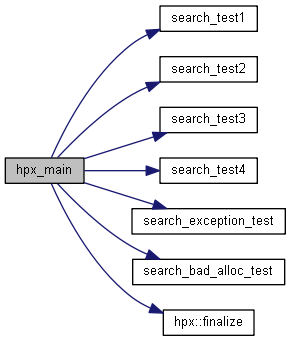 search_test1
search_test2
search_test3
hpx_main
search_test4
search_exception_test
search_bad_alloc_test
hpx::finalize